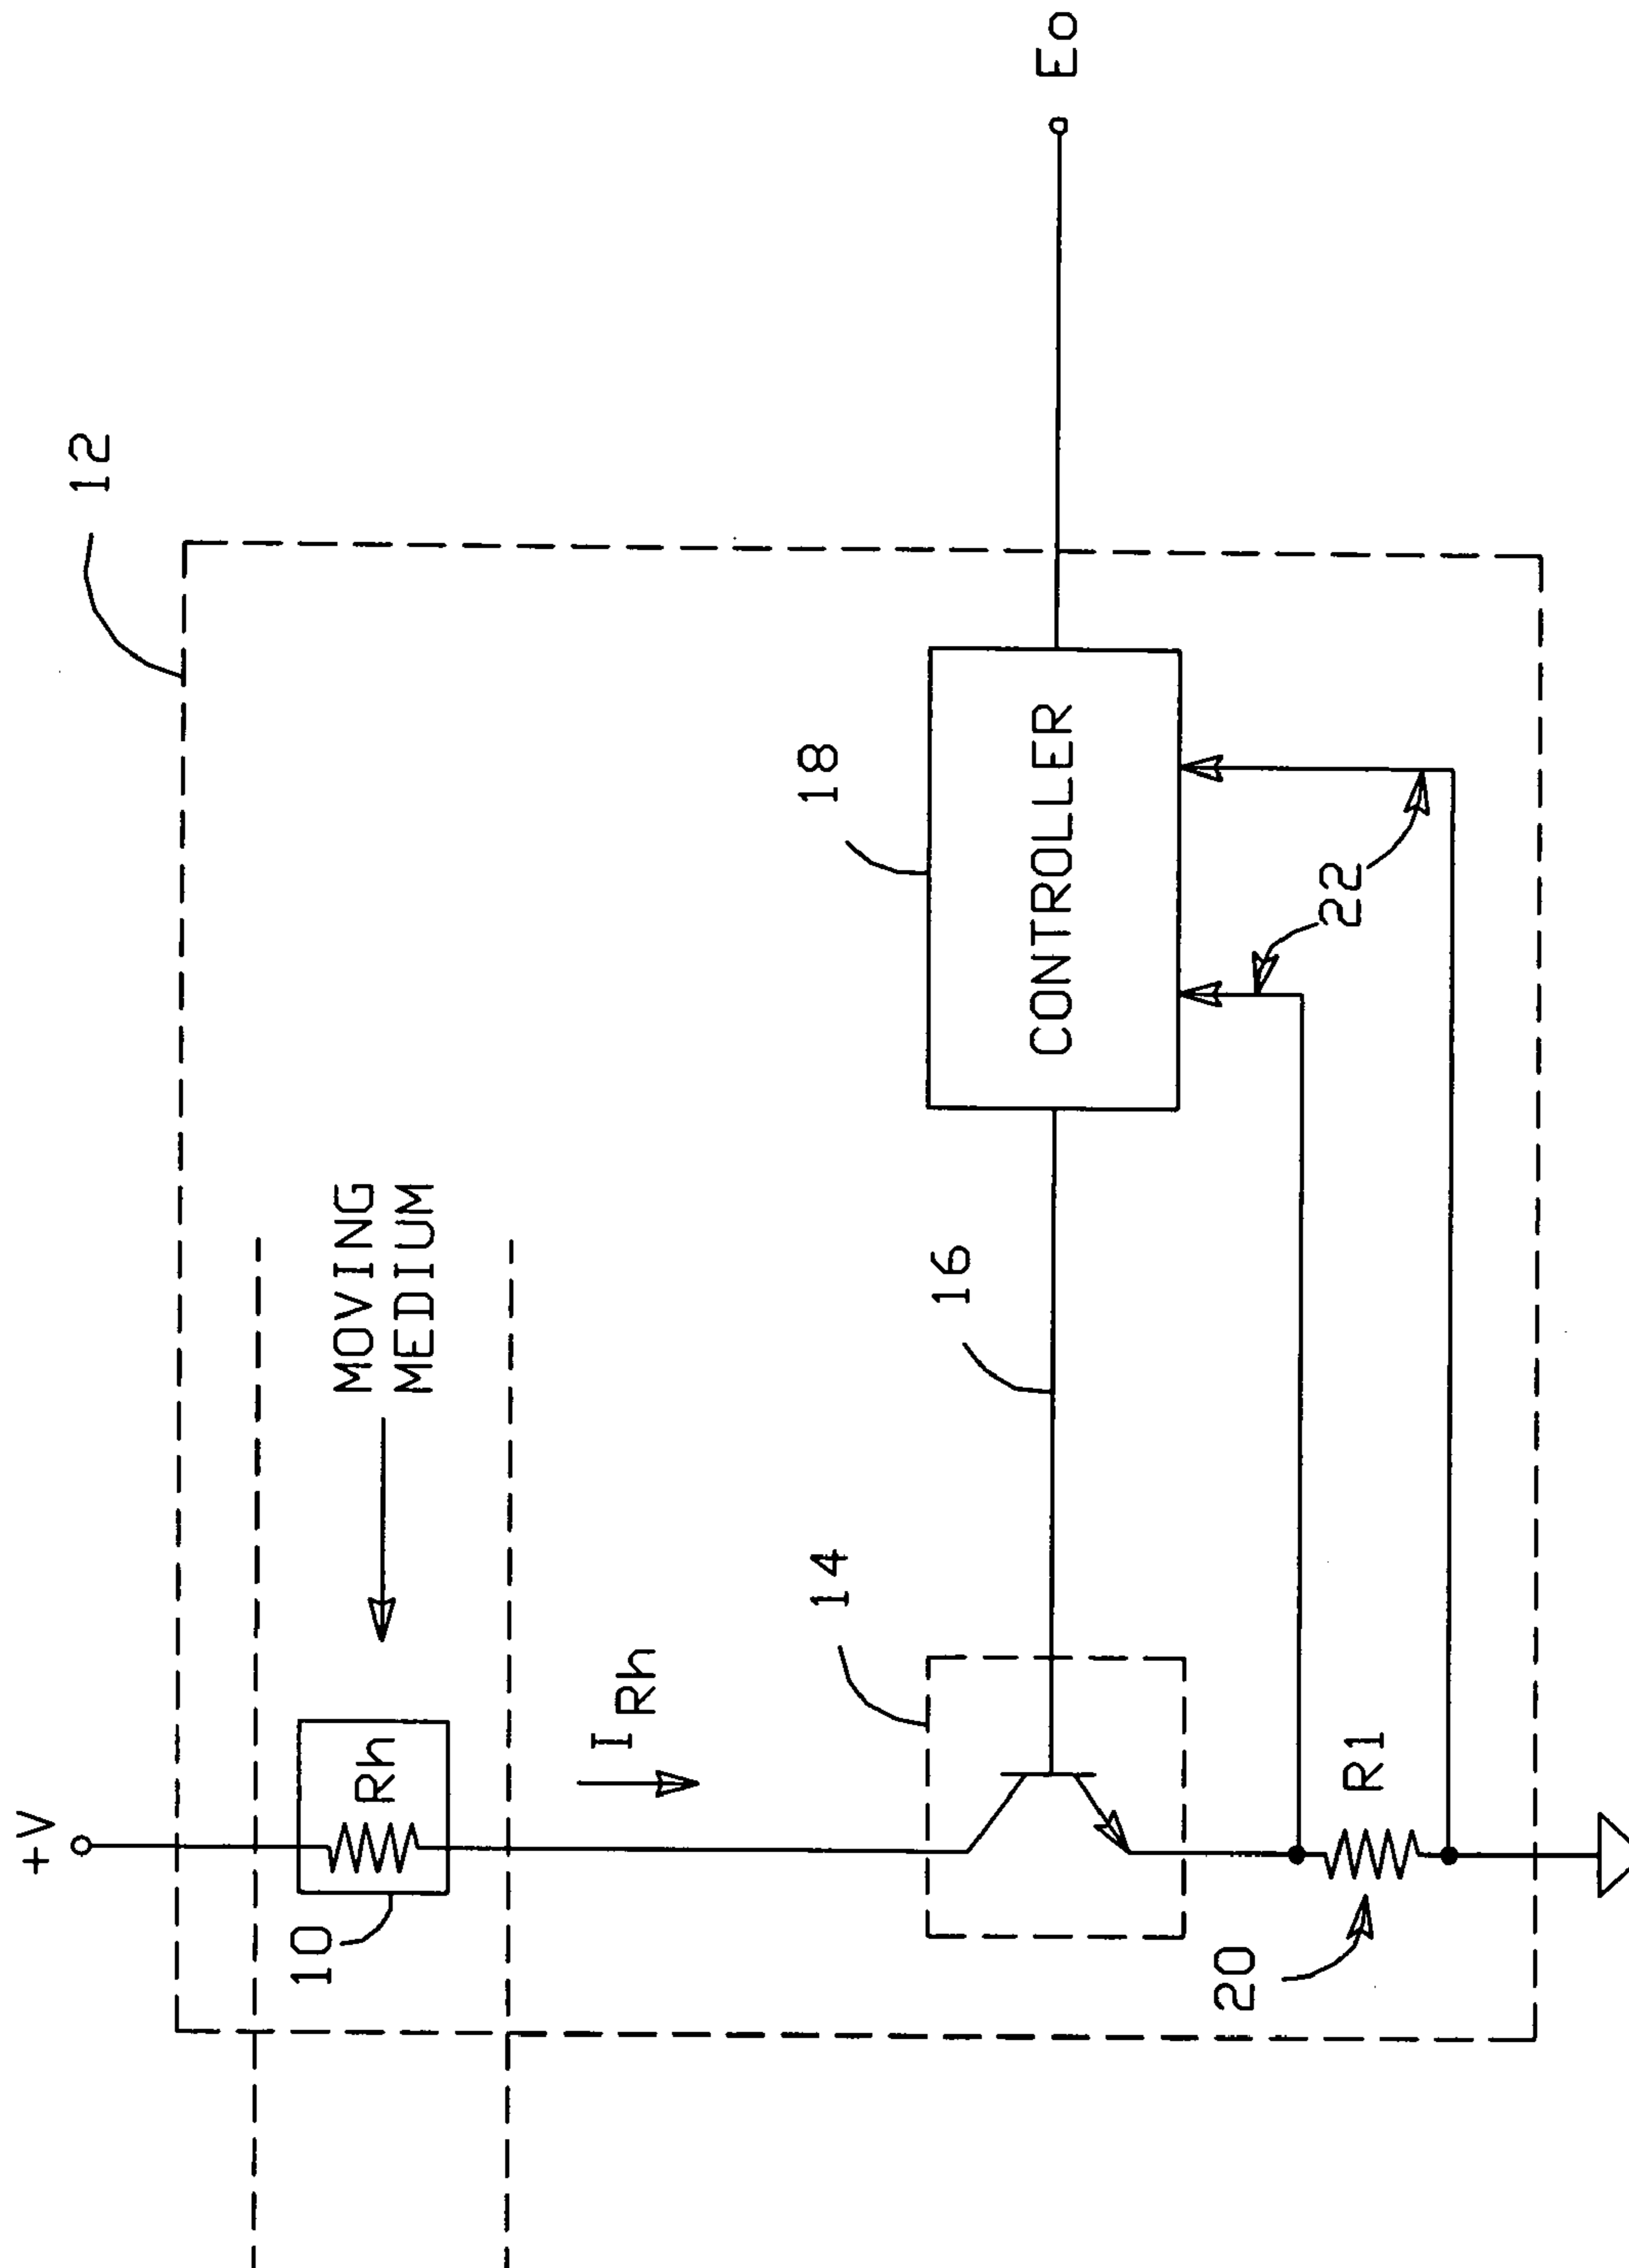 +V
12
10
Rh
MOVING
MEDIUM
I Rh
14
16
18
CONTROLLER
Eo
22
20
R1